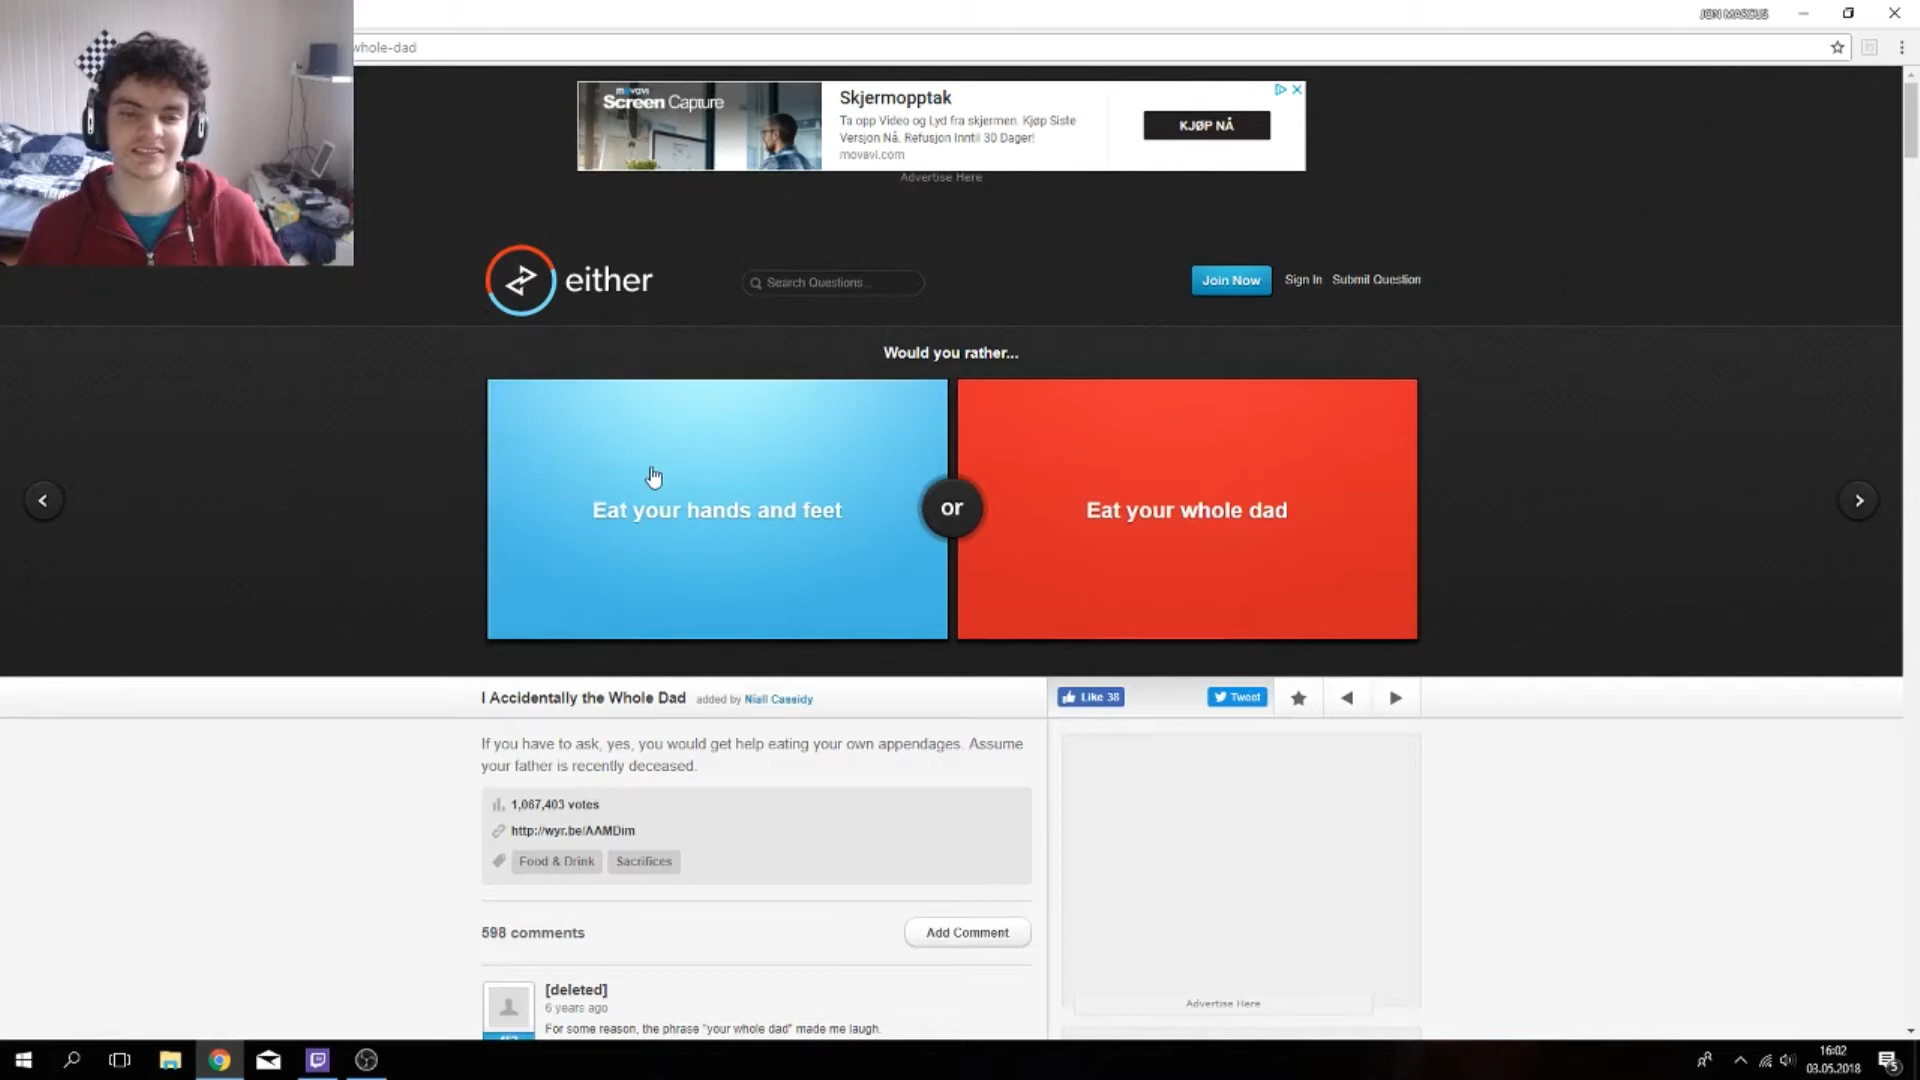 JON MARCUS
whole-dad
movavi
Screen Capture
Skjermopptak
Ta opp Video og Lyd fra skjermen. Kjøp Siste
Versjon Nå. Refusjon Inntil 30 Dager!
movavi.com
KJØP NÅ
Advertise Here
either
Search Questions...
Join Now
Sign In
Submit Question
Would you rather...
Eat your hands and feet
or
Eat your whole dad
I Accidentally the Whole Dad added by Niall Cassidy
Like 38
Tweet
If you have to ask, yes, you would get help eating your own appendages. Assume
your father is recently deceased.
1,067,403 votes
http://wyr.be/AAMDim
Food & Drink
Sacrifices
598 comments
Add Comment
Advertise Here
[deleted]
6 years ago
For some reason, the phrase "your whole dad" made me laugh.
16:02
03.05.2018
5